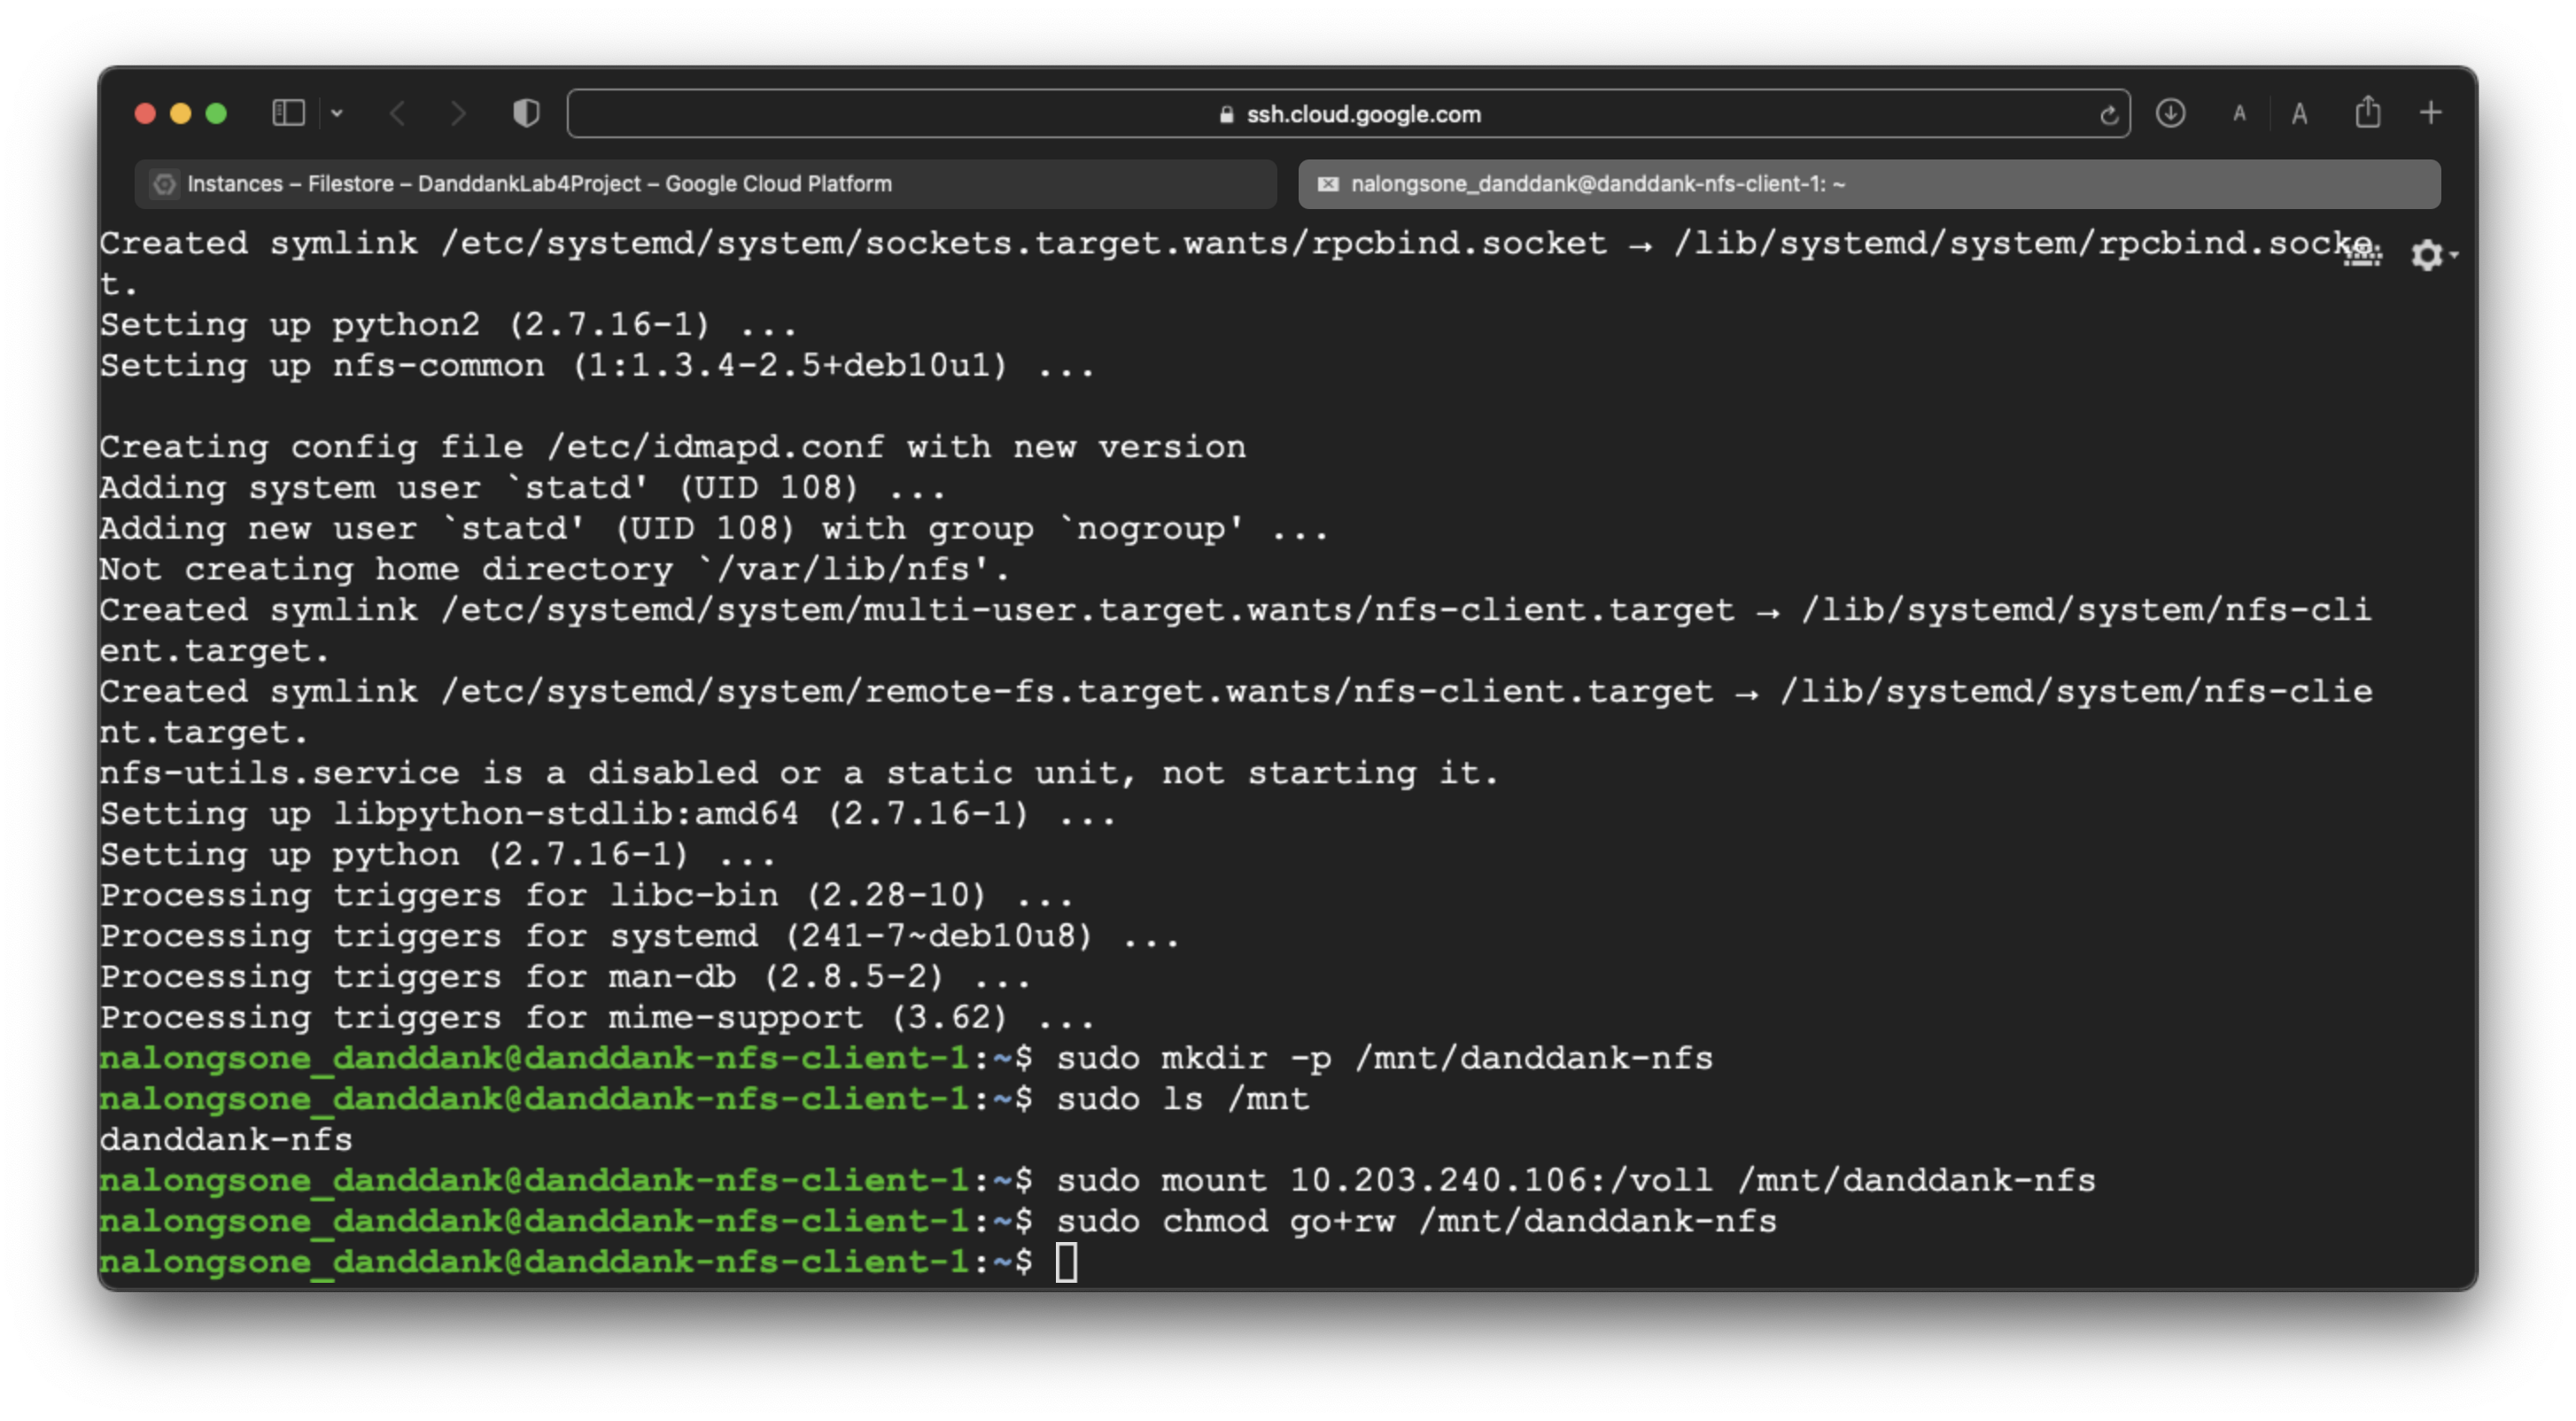 ssh.cloud.google.com
A A
Instances – Filestore – DanddankLab4Project – Google Cloud Platform
nalongsone_danddank@danddank-nfs-client-1: ~
Created symlink /etc/systemd/system/sockets.target.wants/rpcbind.socket → /lib/systemd/system/rpcbind.socke
t.
Setting up python2 (2.7.16-1) ...
Setting up nfs-common (1:1.3.4-2.5+deb10u1) ...
Creating config file /etc/idmapd.conf with new version
Adding system user `statd' (UID 108) ...
Adding new user `statd' (UID 108) with group `nogroup' ...
Not creating home directory `/var/lib/nfs'.
Created symlink /etc/systemd/system/multi-user.target.wants/nfs-client.target → /lib/systemd/system/nfs-cli
ent.target.
Created symlink /etc/systemd/system/remote-fs.target.wants/nfs-client.target → /lib/systemd/system/nfs-clie
nt.target.
nfs-utils.service is a disabled or a static unit, not starting it.
Setting up libpython-stdlib:amd64 (2.7.16-1) ...
Setting up python (2.7.16-1) ...
Processing triggers for libc-bin (2.28-10) ...
Processing triggers for systemd (241-7~deb10u8) ...
Processing triggers for man-db (2.8.5-2) ...
Processing triggers for mime-support (3.62) ...
nalongsone_danddank@danddank-nfs-client-1:~$ sudo mkdir -p /mnt/danddank-nfs
nalongsone_danddank@danddank-nfs-client-1:~$ sudo ls /mnt
danddank-nfs
nalongsone_danddank@danddank-nfs-client-1:~$ sudo mount 10.203.240.106:/voll /mnt/danddank-nfs
nalongsone_danddank@danddank-nfs-client-1:~$ sudo chmod go+rw /mnt/danddank-nfs
nalongsone_danddank@danddank-nfs-client-1:~$